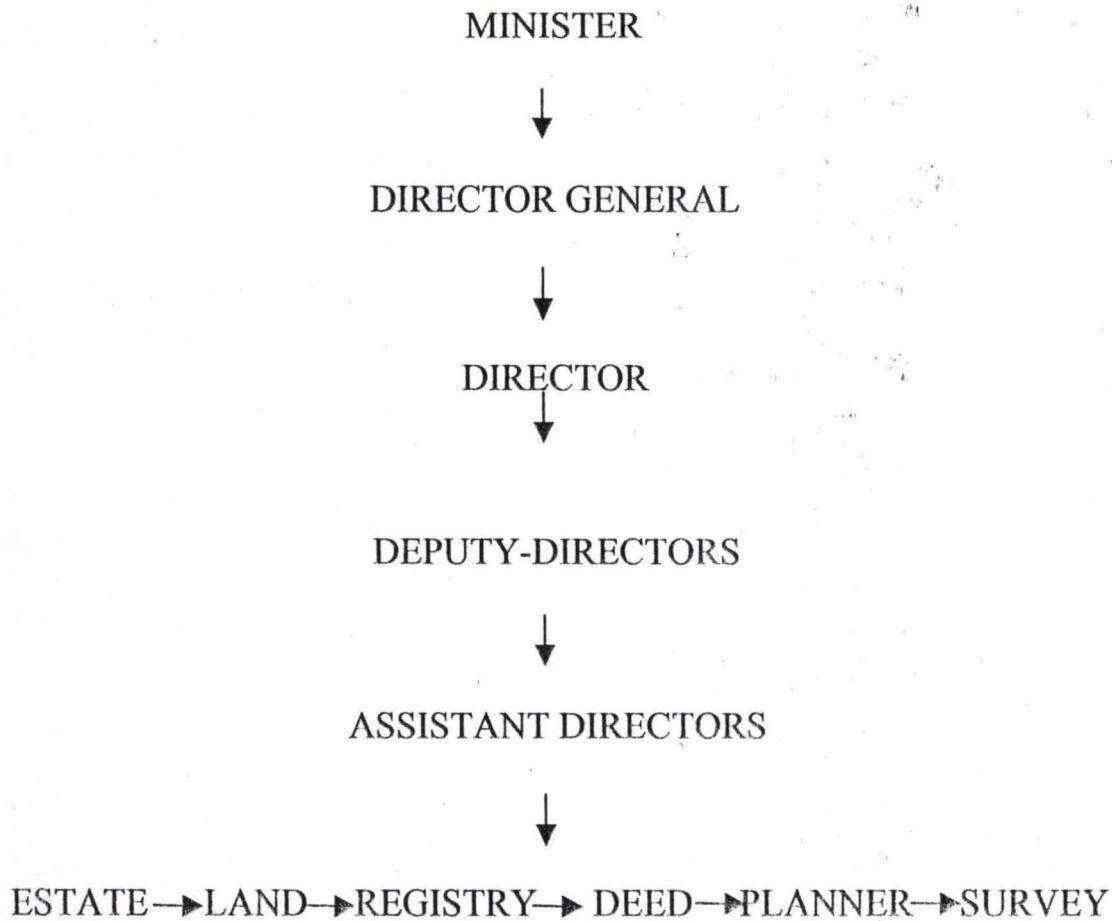 MINISTER
DIRECTOR GENERAL
DIRECTOR
DEPUTY-DIRECTORS
ASSISTANT DIRECTORS
ESTATE→LAND→REGISTRY→ DEED→PLANNER→SURVEY